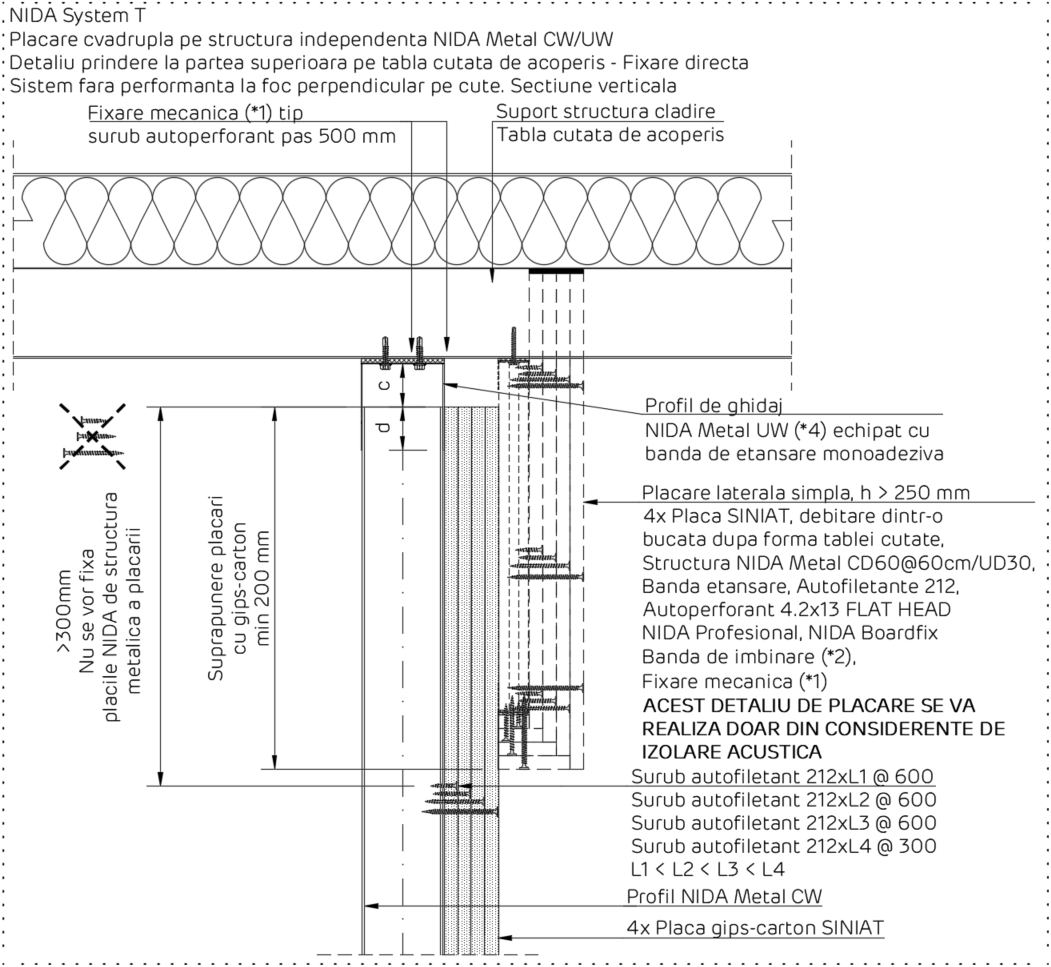 NIDA System T
Placare cvadrupla pe structura independenta NIDA Metal CW/UW
Detaliu prindere la partea superioara pe tabla cutata de acoperis - Fixare directa
Sistem fara performanta la foc perpendicular pe cute. Sectiune verticala
Fixare mecanica (*1) tip
surub autoperforant pas 500 mm
Suport structura cladire
Tabla cutata de acoperis
c
d
>300mm
Nu se vor fixa
placile NIDA de structura
metalica a placarii
Suprapunere placari
cu gips-carton
min 200 mm
Profil de ghidaj
NIDA Metal UW (*4) echipat cu
banda de etansare monoadeziva
Placare laterala simpla, h > 250 mm
4x Placa SINIAT, debitare dintr-o
bucata dupa forma tablei cutate,
Structura NIDA Metal CD60@60cm/UD30,
Banda etansare, Autofiletante 212,
Autoperforant 4.2x13 FLAT HEAD
NIDA Profesional, NIDA Boardfix
Banda de imbinare (*2),
Fixare mecanica (*1)
ACEST DETALIU DE PLACARE SE VA
REALIZA DOAR DIN CONSIDERENTE DE
IZOLARE ACUSTICA
Surub autofiletant 212xL1 @ 600
Surub autofiletant 212xL2 @ 600
Surub autofiletant 212xL3 @ 600
Surub autofiletant 212xL4 @ 300
L1 < L2 < L3 < L4
Profil NIDA Metal CW
4x Placa gips-carton SINIAT